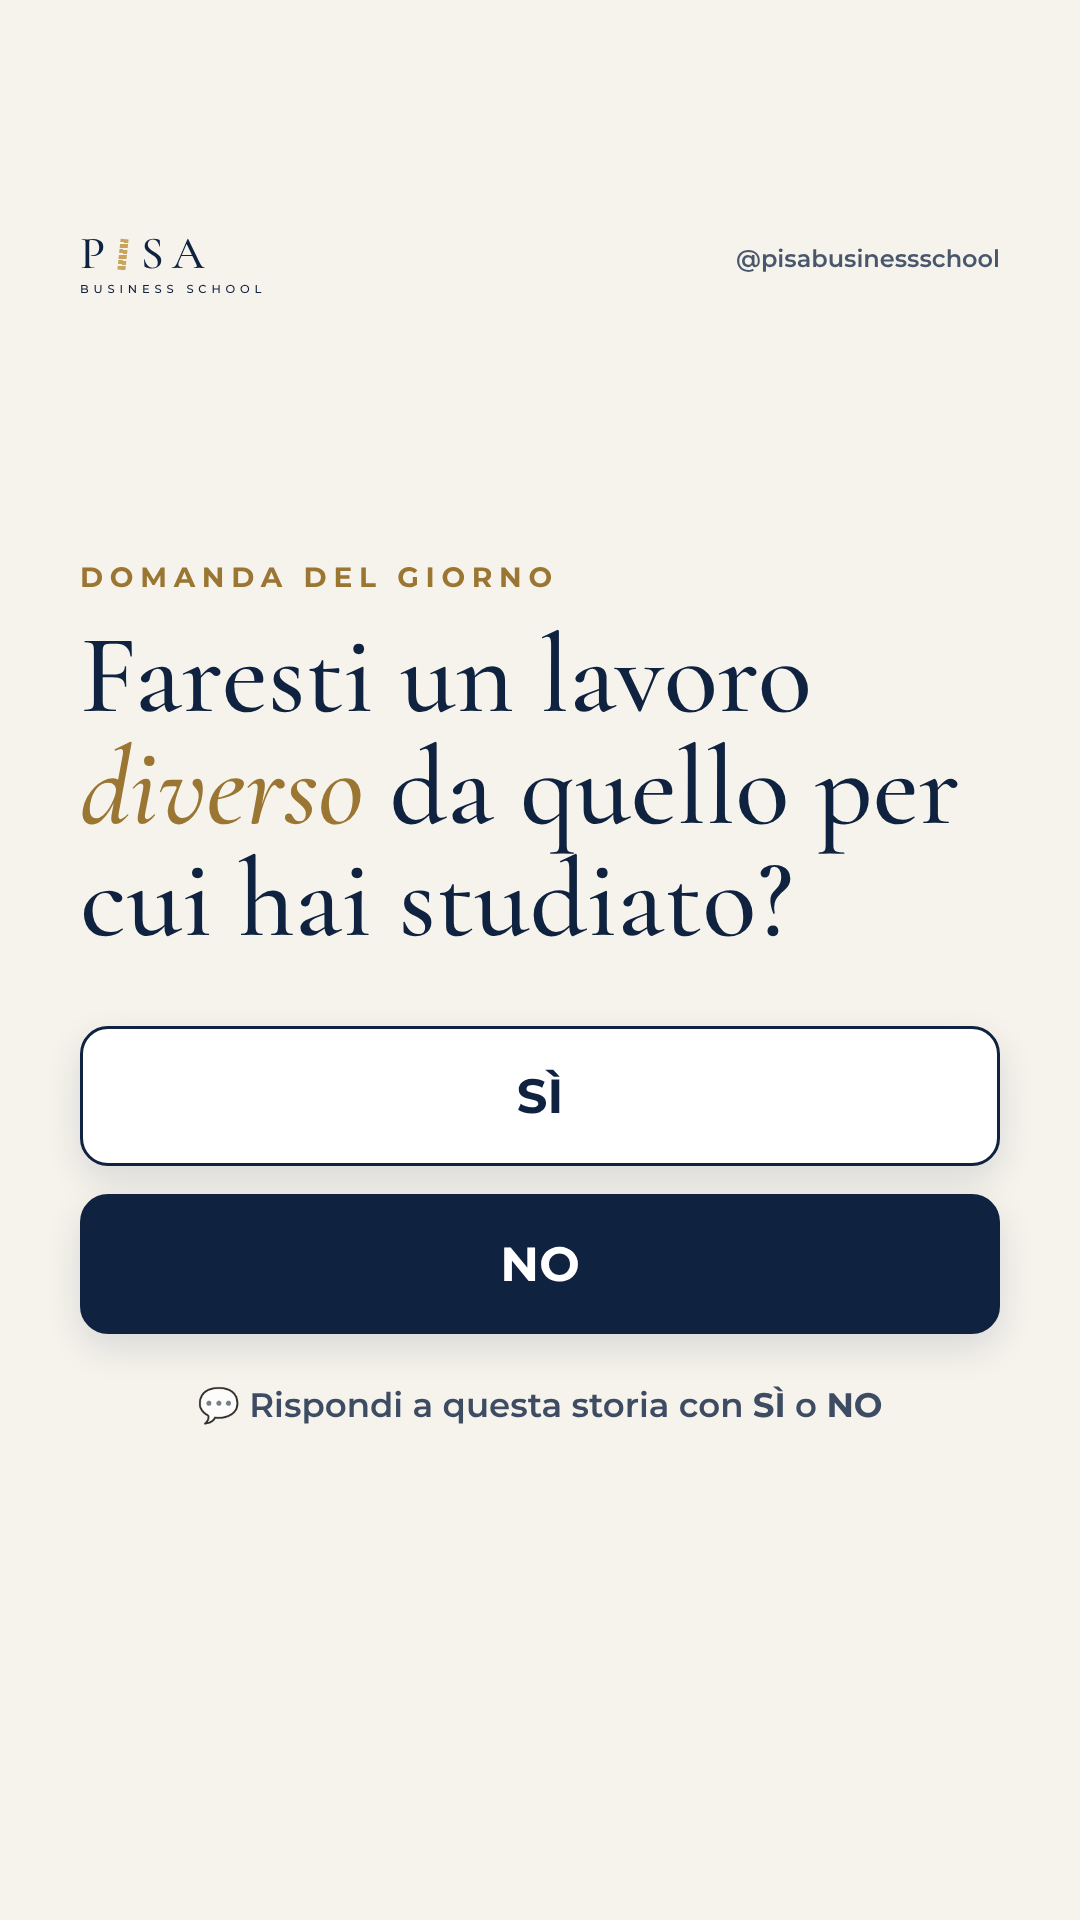 PISA
BUSINESS SCHOOL
@pisabusinessschool
DOMANDA DEL GIORNO
Faresti un lavoro
diverso da quello per
cui hai studiato?
SÌ
NO
💬 Rispondi a questa storia con SÌ o NO